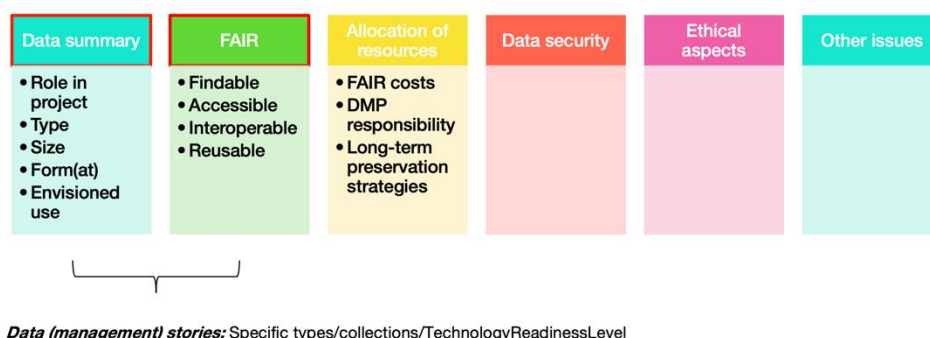 Data summary
• Role in
project
• Type
• Size
• Form(at)
• Envisioned
use
FAIR
• Findable
• Accessible
• Interoperable
• Reusable
Allocation of
resources
• FAIR costs
• DMP
responsibility
• Long-term
preservation
strategies
Data security
Ethical
aspects
Other issues
Data (management) stories: Specific types/collections/TechnologyReadinessLevel